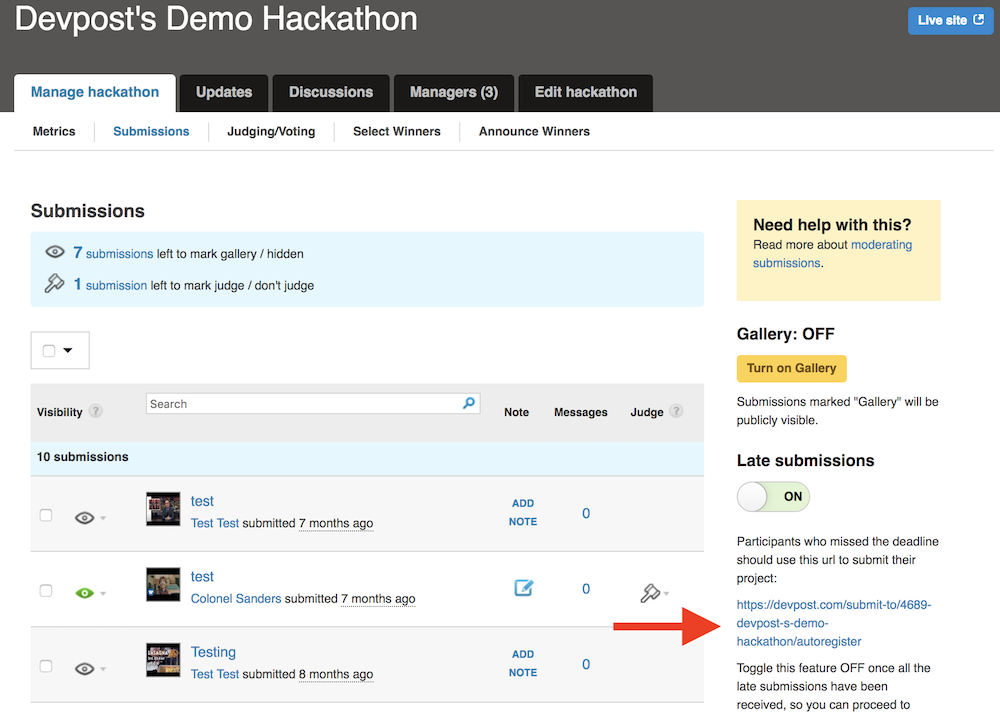 Devpost's Demo Hackathon
Live site
Manage hackathon
Updates
Discussions
Managers (3)
Edit hackathon
Metrics
Submissions
Judging/Voting
Select Winners
Announce Winners
Submissions
7 submissions left to mark gallery / hidden
1 submission left to mark judge / don't judge
Visibility ?
Search
Note
Messages
Judge ?
10 submissions
test
Test Test submitted 7 months ago
ADD
NOTE
0
test
Colonel Sanders submitted 7 months ago
0
Testing
Test Test submitted 8 months ago
ADD
NOTE
0
Need help with this?
Read more about moderating
submissions.
Gallery: OFF
Turn on Gallery
Submissions marked "Gallery" will be
publicly visible.
Late submissions
ON
Participants who missed the deadline
should use this url to submit their
project:
https://devpost.com/submit-to/4689-
devpost-s-demo-
hackathon/autoregister
Toggle this feature OFF once all the
late submissions have been
received, so you can proceed to